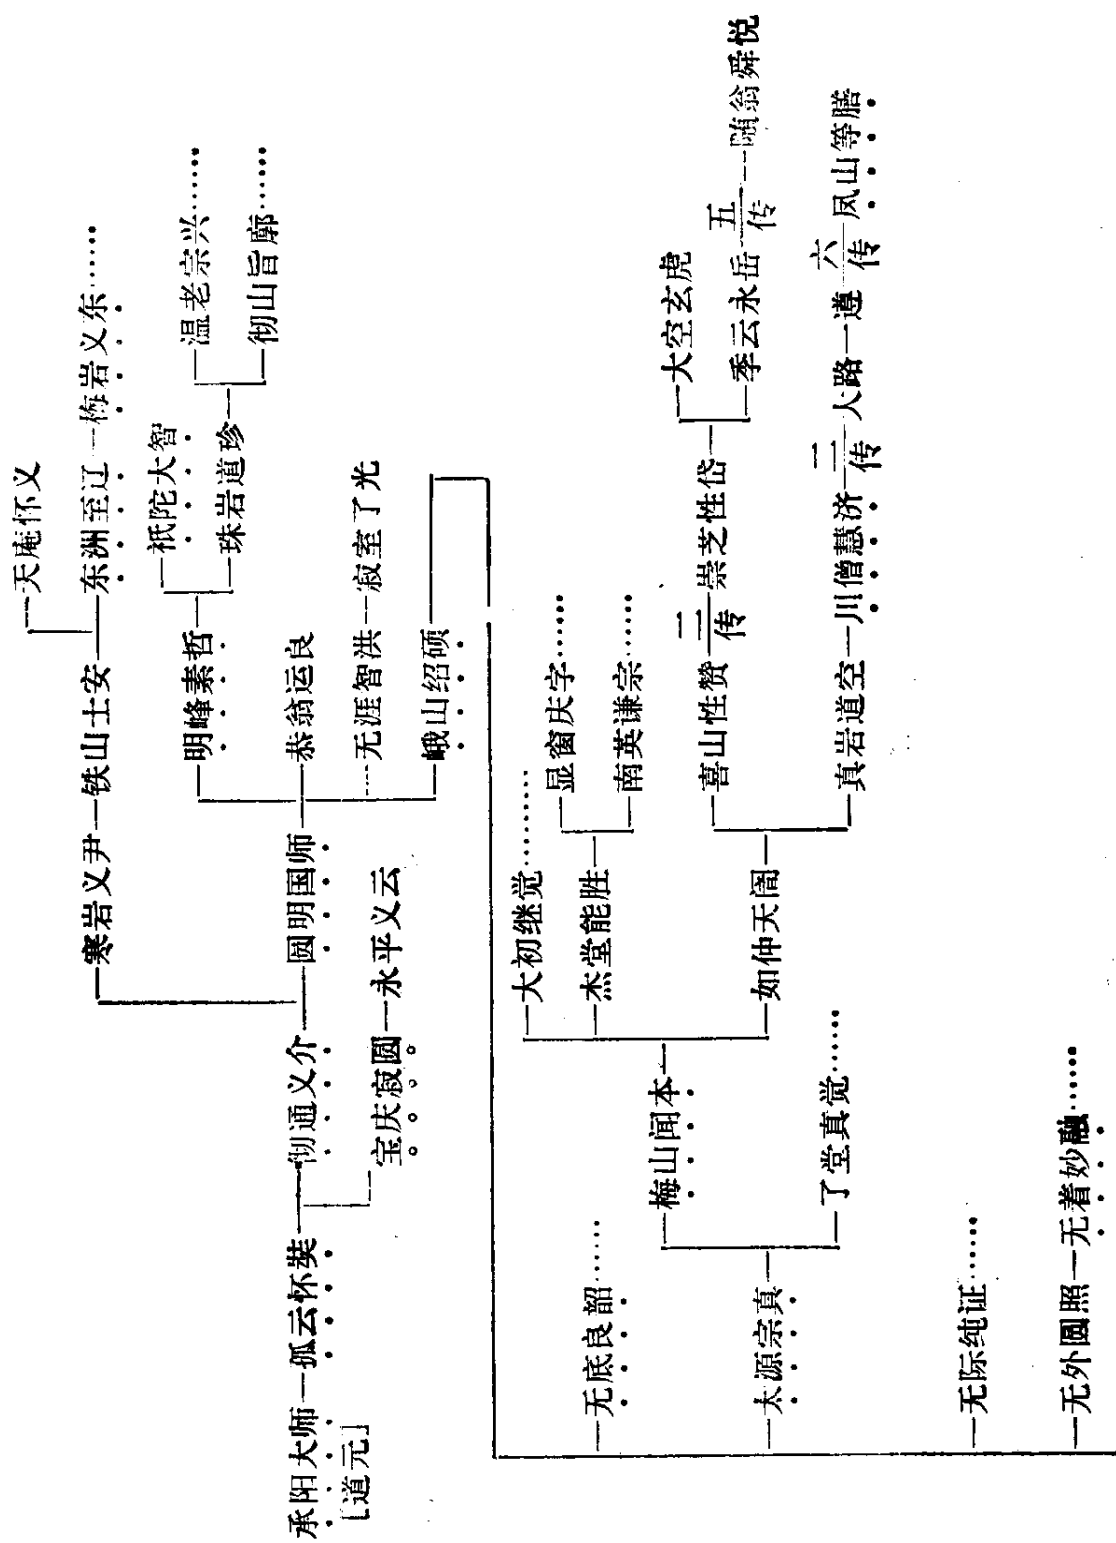 天庵怀义
寒岩义尹—铁山士安—东洲至辽—梅岩义东……
祇陀大智
温老宗兴……
明峰素哲
珠岩道珍
彻山旨廓……
承阳大师—孤云怀奘—彻通义介—圆明国师—恭翁运良
［道元］
无涯智洪—寂室了光
宝庆寂圆—永平义云
峨山绍硕
大初继觉……
显窗庆字……
无底良韶…… 杰堂能胜
南英谦宗……
梅山闻本
大空玄虎
喜山性赞 二传 崇芝性岱
季云永岳 五传 随翁舜悦
太源宗真 如仲天闇
了堂真觉……
真岩道空—川僧慧济 二传 大路一遵 六传 凤山等膳
无际纯证……
无外圆照—无着妙融……